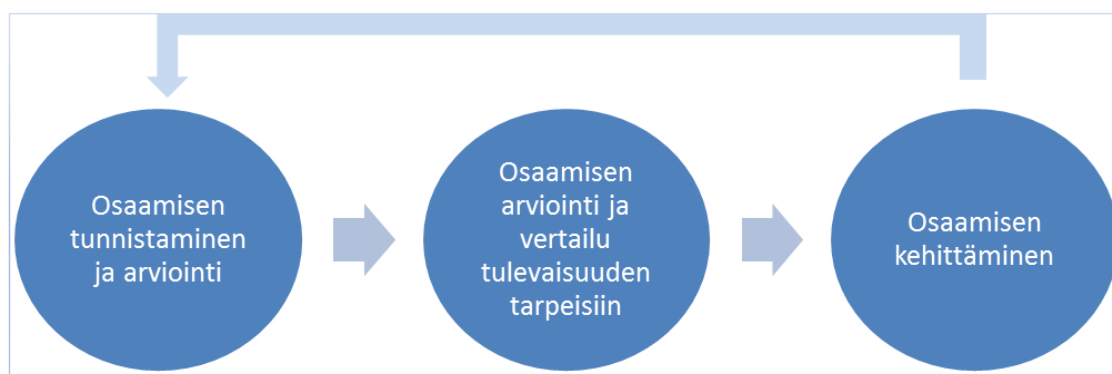 Osaamisen
tunnistaminen
ja arviointi
Osaamisen
arviointi ja
vertailu
tulevaisuuden
tarpeisiin
Osaamisen
kehittäminen